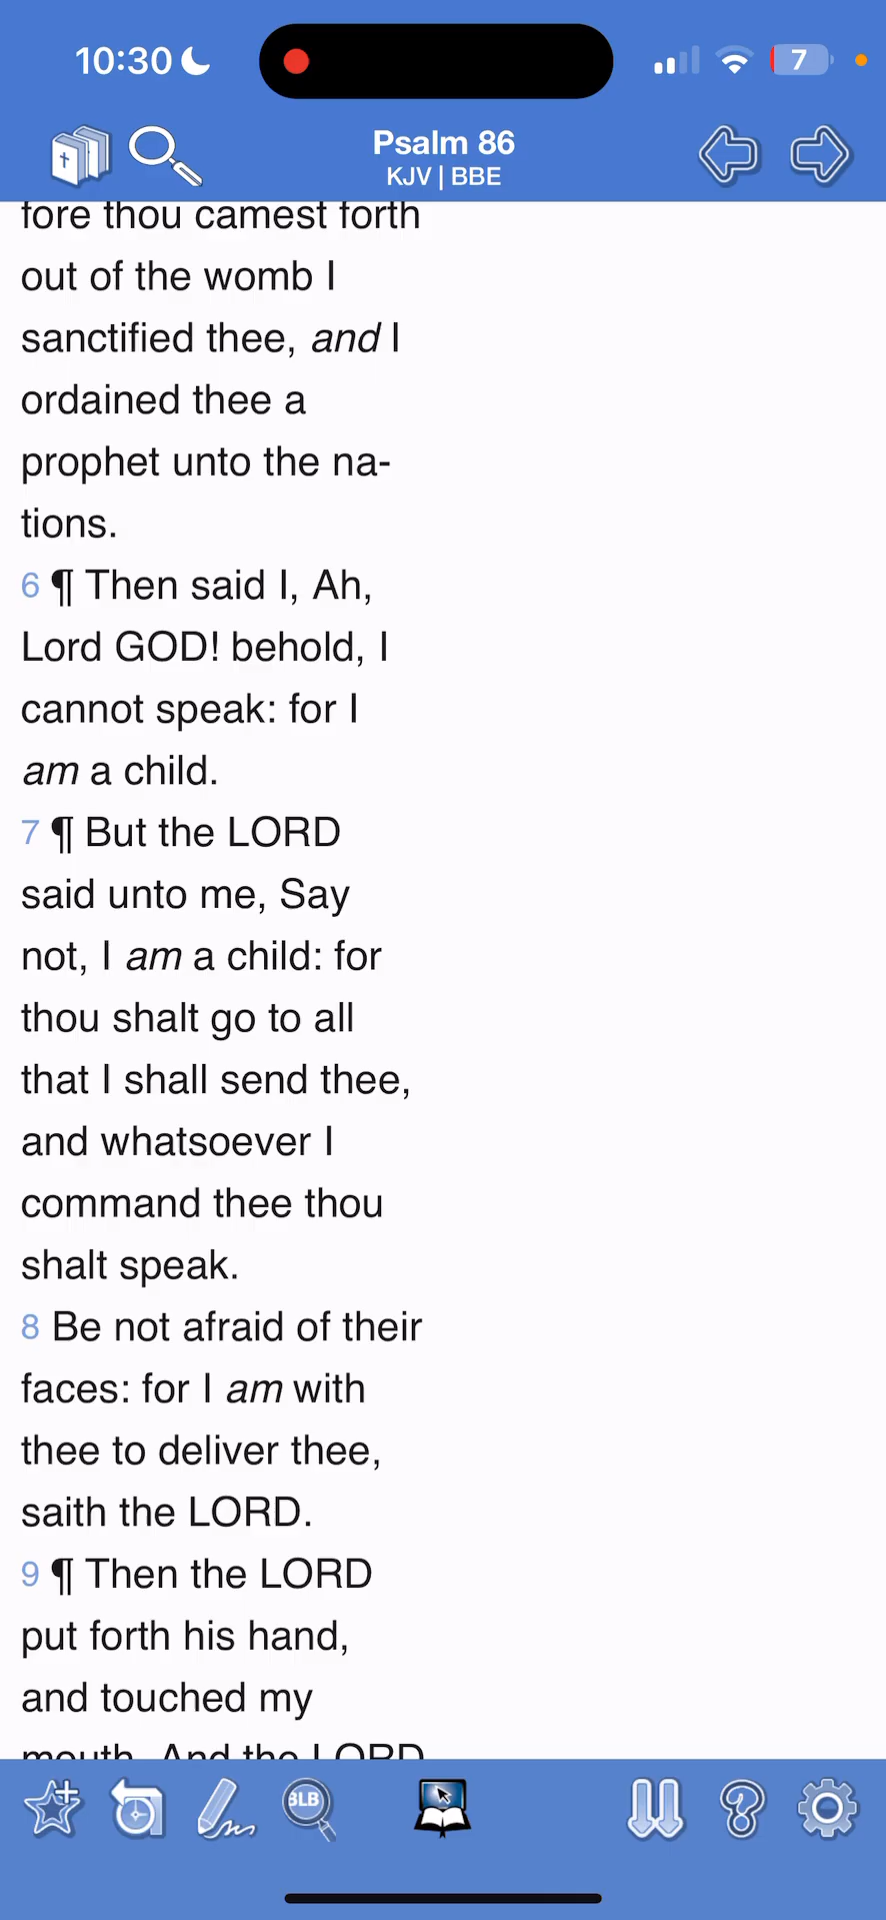 10:30
7
Psalm 86
KJV | BBE
fore thou camest forth
out of the womb I
sanctified thee, and I
ordained thee a
prophet unto the na-
tions.
6 ¶ Then said I, Ah,
Lord GOD! behold, I
cannot speak: for I
am a child.
7 ¶ But the LORD
said unto me, Say
not, I am a child: for
thou shalt go to all
that I shall send thee,
and whatsoever I
command thee thou
shalt speak.
8 Be not afraid of their
faces: for I am with
thee to deliver thee,
saith the LORD.
9 ¶ Then the LORD
put forth his hand,
and touched my
mouth. And the LORD
BLB